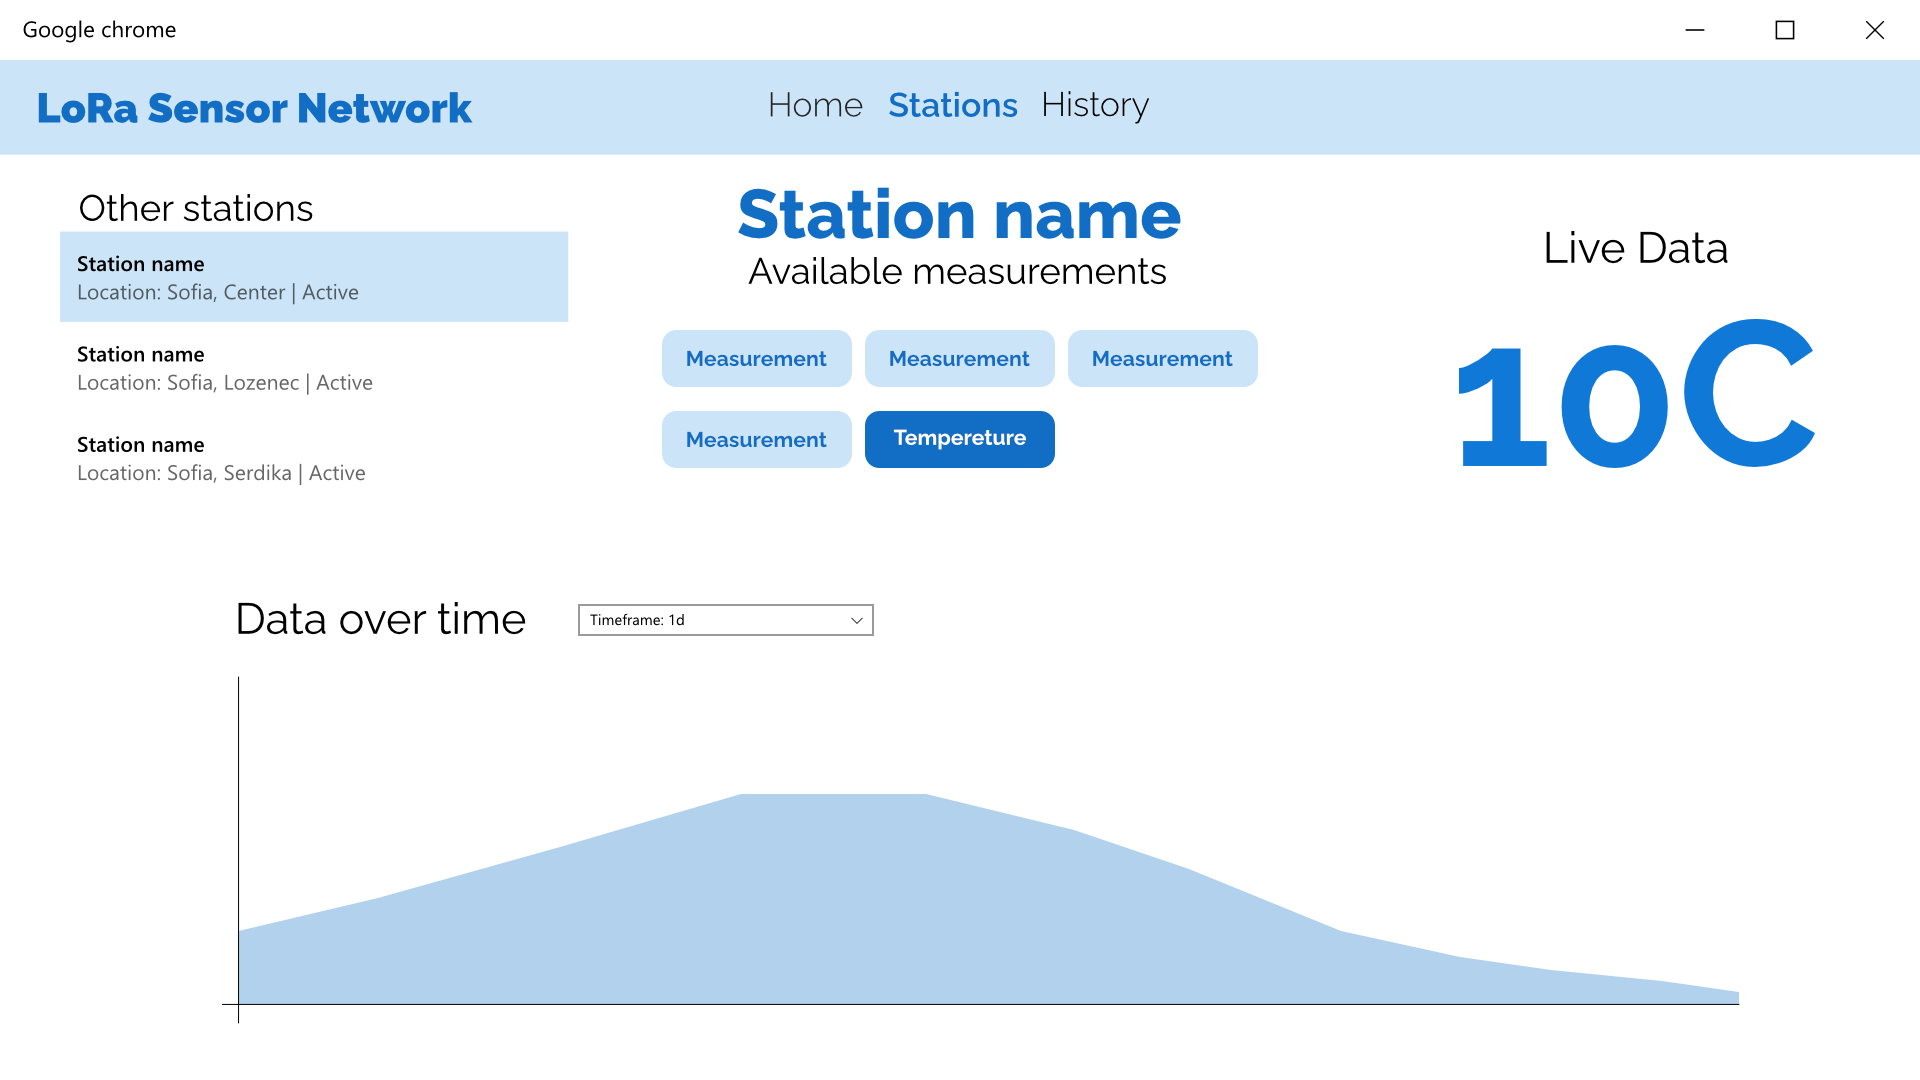 Google chrome
LoRa Sensor Network
Home Stations History
Other stations
Station name
Location: Sofia, Center | Active
Station name
Location: Sofia, Lozenec | Active
Station name
Location: Sofia, Serdika | Active
Station name
Available measurements
Measurement Measurement Measurement
Measurement Tempereture
Live Data
10C
Data over time
Timeframe: 1d